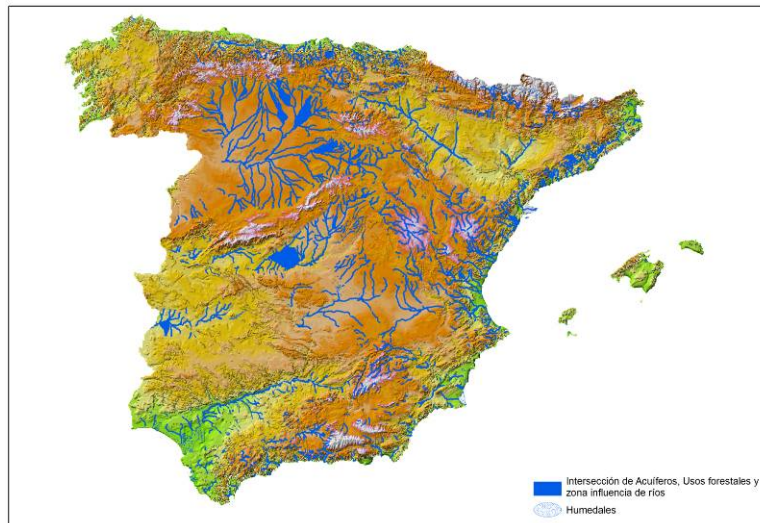 Intersección de Acuíferos, Usos forestales y
zona influencia de ríos
Humedales